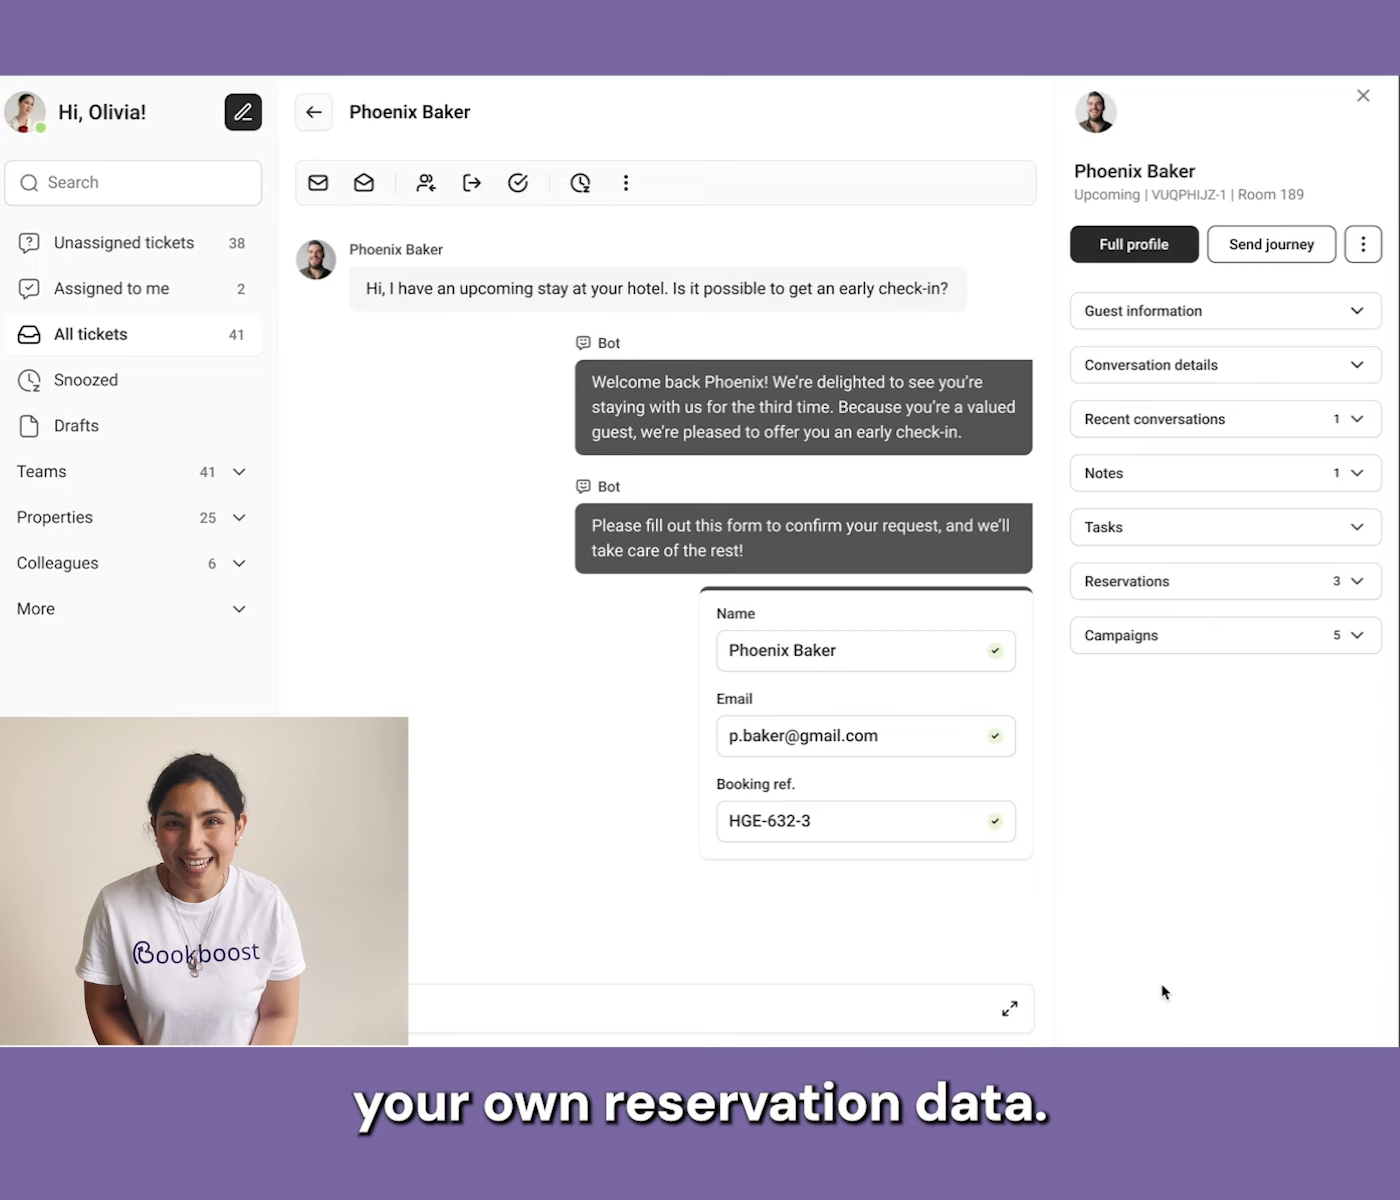 Hi, Olivia!
Search
Unassigned tickets 38
Assigned to me 2
All tickets 41
Snoozed
Drafts
Teams 41
Properties 25
Colleagues 6
More
Phoenix Baker
Phoenix Baker
Hi, I have an upcoming stay at your hotel. Is it possible to get an early check-in?
Bot
Welcome back Phoenix! We’re delighted to see you’re
staying with us for the third time. Because you’re a valued
guest, we’re pleased to offer you an early check-in.
Bot
Please fill out this form to confirm your request, and we’ll
take care of the rest!
Name
Phoenix Baker
Email
p.baker@gmail.com
Booking ref.
HGE-632-3
Phoenix Baker
Upcoming | VUQPHIJZ-1 | Room 189
Full profile
Send journey
Guest information
Conversation details
Recent conversations 1
Notes 1
Tasks
Reservations 3
Campaigns 5
Bookboost
your own reservation data.